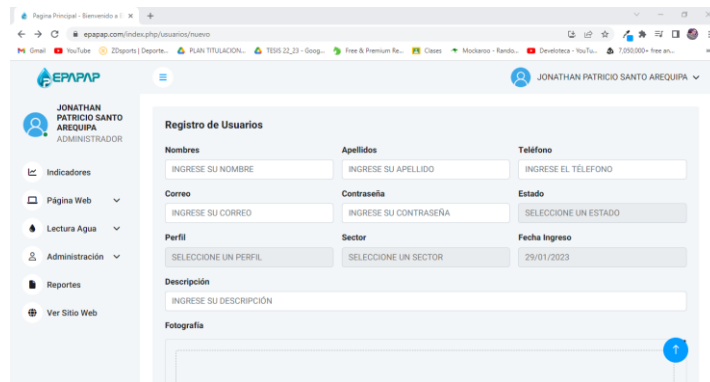 Pagina Principal - Bienvenido a l
epapap.com/index.php/usuarios/nuevo
Gmail YouTube ZDsports | Deporte... PLAN TITULACION... TESIS 22_23 - Goog... Free & Premium Re... Clases Mockaroo - Rando... Develoteca - YouTu... 7,050,000+ free an...
EPAPAP
JONATHAN PATRICIO SANTO AREQUIPA
JONATHAN
PATRICIO SANTO
AREQUIPA
ADMINISTRADOR
Indicadores
Página Web
Lectura Agua
Administración
Reportes
Ver Sitio Web
Registro de Usuarios
Nombres Apellidos Teléfono
INGRESE SU NOMBRE INGRESE SU APELLIDO INGRESE EL TÉLEFONO
Correo Contraseña Estado
INGRESE SU CORREO INGRESE SU CONTRASEÑA SELECCIONE UN ESTADO
Perfil Sector Fecha Ingreso
SELECCIONE UN PERFIL SELECCIONE UN SECTOR 29/01/2023
Descripción
INGRESE SU DESCRIPCIÓN
Fotografía